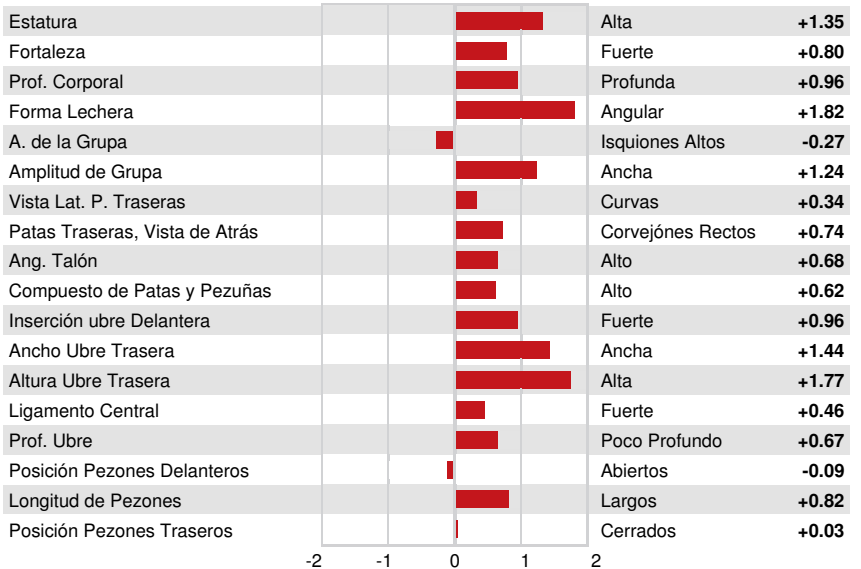 Estatura Alta +1.35
Fortaleza Fuerte +0.80
Prof. Corporal Profunda +0.96
Forma Lechera Angular +1.82
A. de la Grupa Isquiones Altos -0.27
Amplitud de Grupa Ancha +1.24
Vista Lat. P. Traseras Curvas +0.34
Patas Traseras, Vista de Atrás Corvejónes Rectos +0.74
Ang. Talón Alto +0.68
Compuesto de Patas y Pezuñas Alto +0.62
Inserción ubre Delantera Fuerte +0.96
Ancho Ubre Trasera Ancha +1.44
Altura Ubre Trasera Alta +1.77
Ligamento Central Fuerte +0.46
Prof. Ubre Poco Profundo +0.67
Posición Pezones Delanteros Abiertos -0.09
Longitud de Pezones Largos +0.82
Posición Pezones Traseros Cerrados +0.03
-2 -1 0 1 2